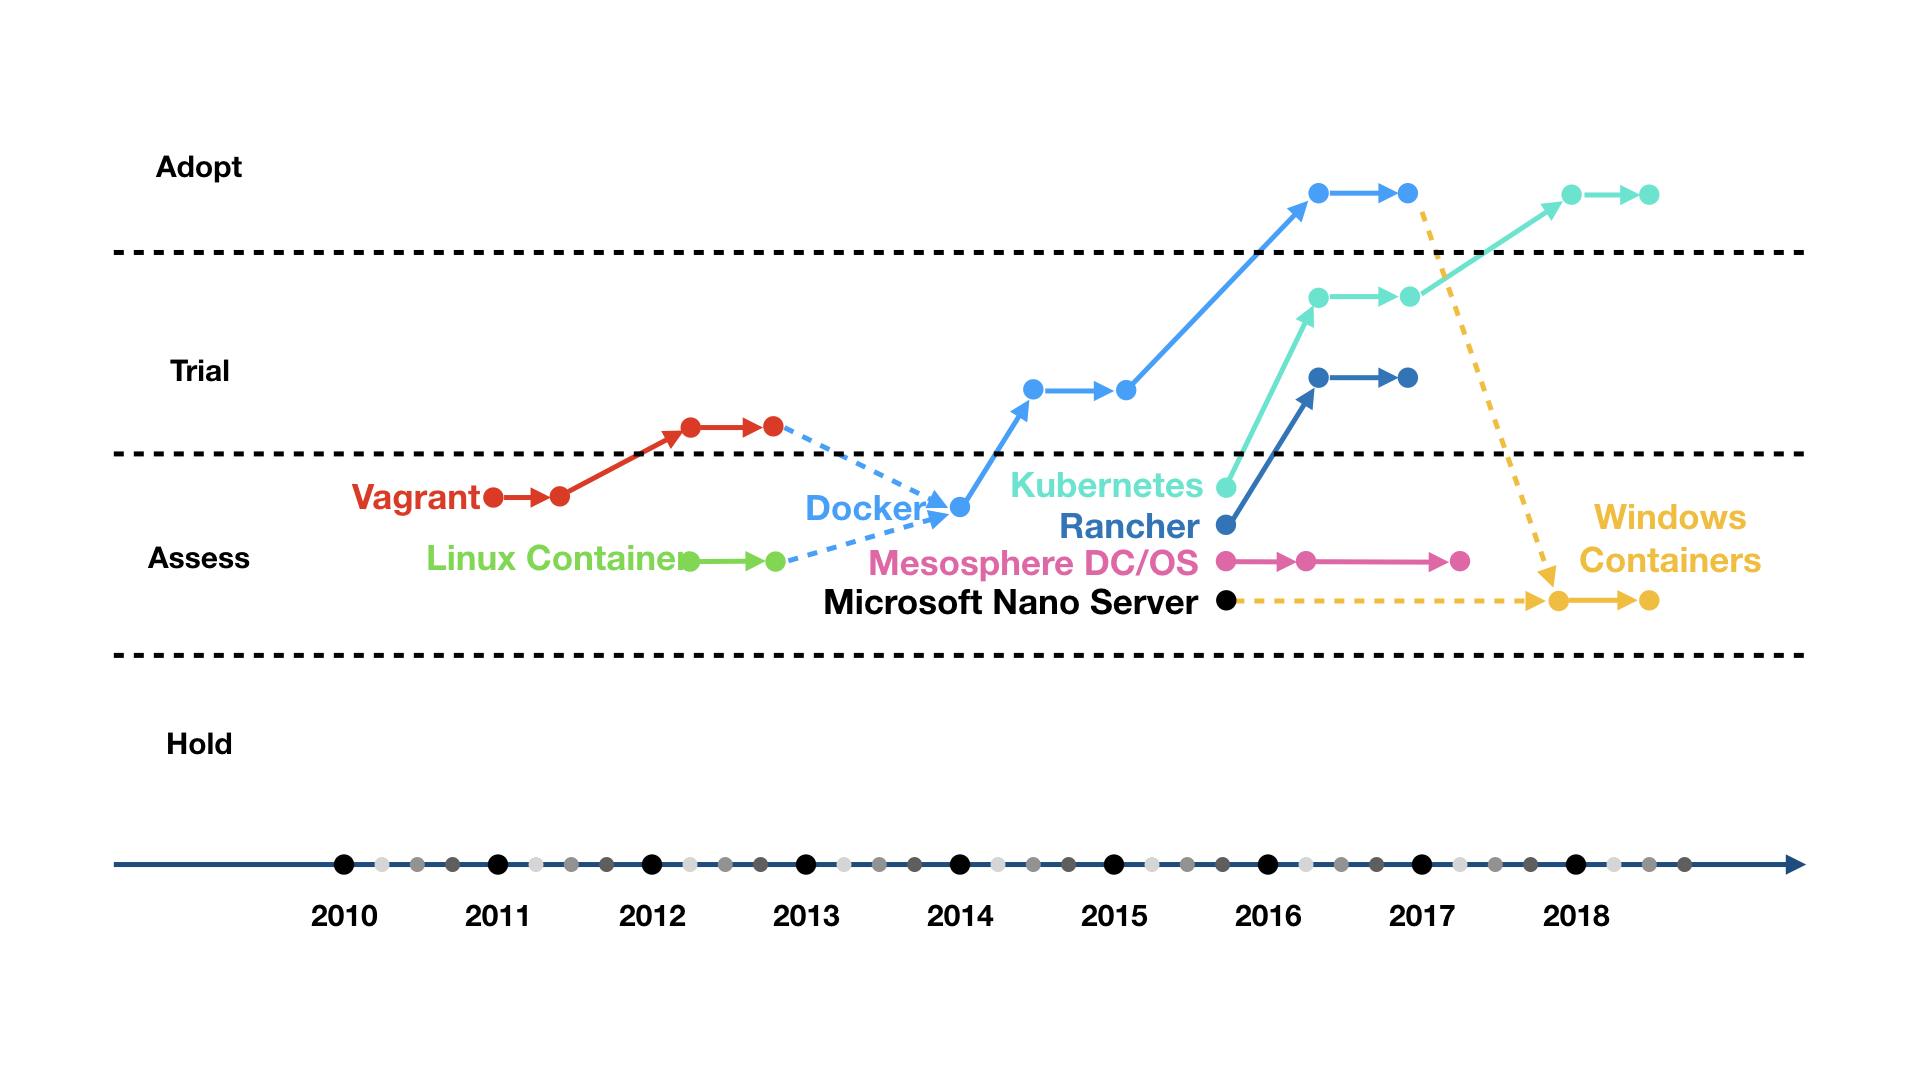 Adopt
Trial
Vagrant
Docker
Kubernetes
Rancher
Windows
Containers
Assess
Linux Container
Mesosphere DC/OS
Microsoft Nano Server
Hold
2010
2011
2012
2013
2014
2015
2016
2017
2018